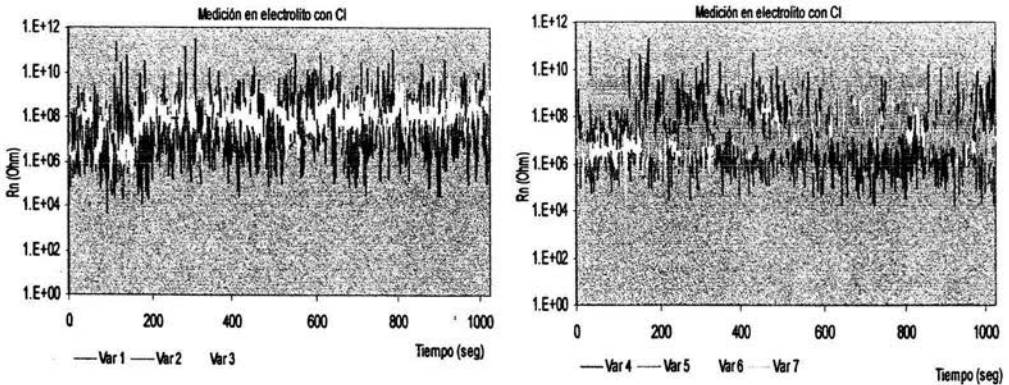 Medición en electrolito con Cl
1.E+12
1.E+10
1.E+08
1.E+06
1.E+04
1.E+02
1.E+00
Rn (Ohm)
0 200 400 600 800 1000
Tiempo (seg)
Var 1 Var 2 Var 3
Medición en electrolito con Cl
1.E+12
1.E+10
1.E+08
1.E+06
1.E+04
1.E+02
1.E+00
Rn (Ohm)
0 200 400 600 800 1000
Tiempo (seg)
Var 4 Var 5 Var 6 Var 7